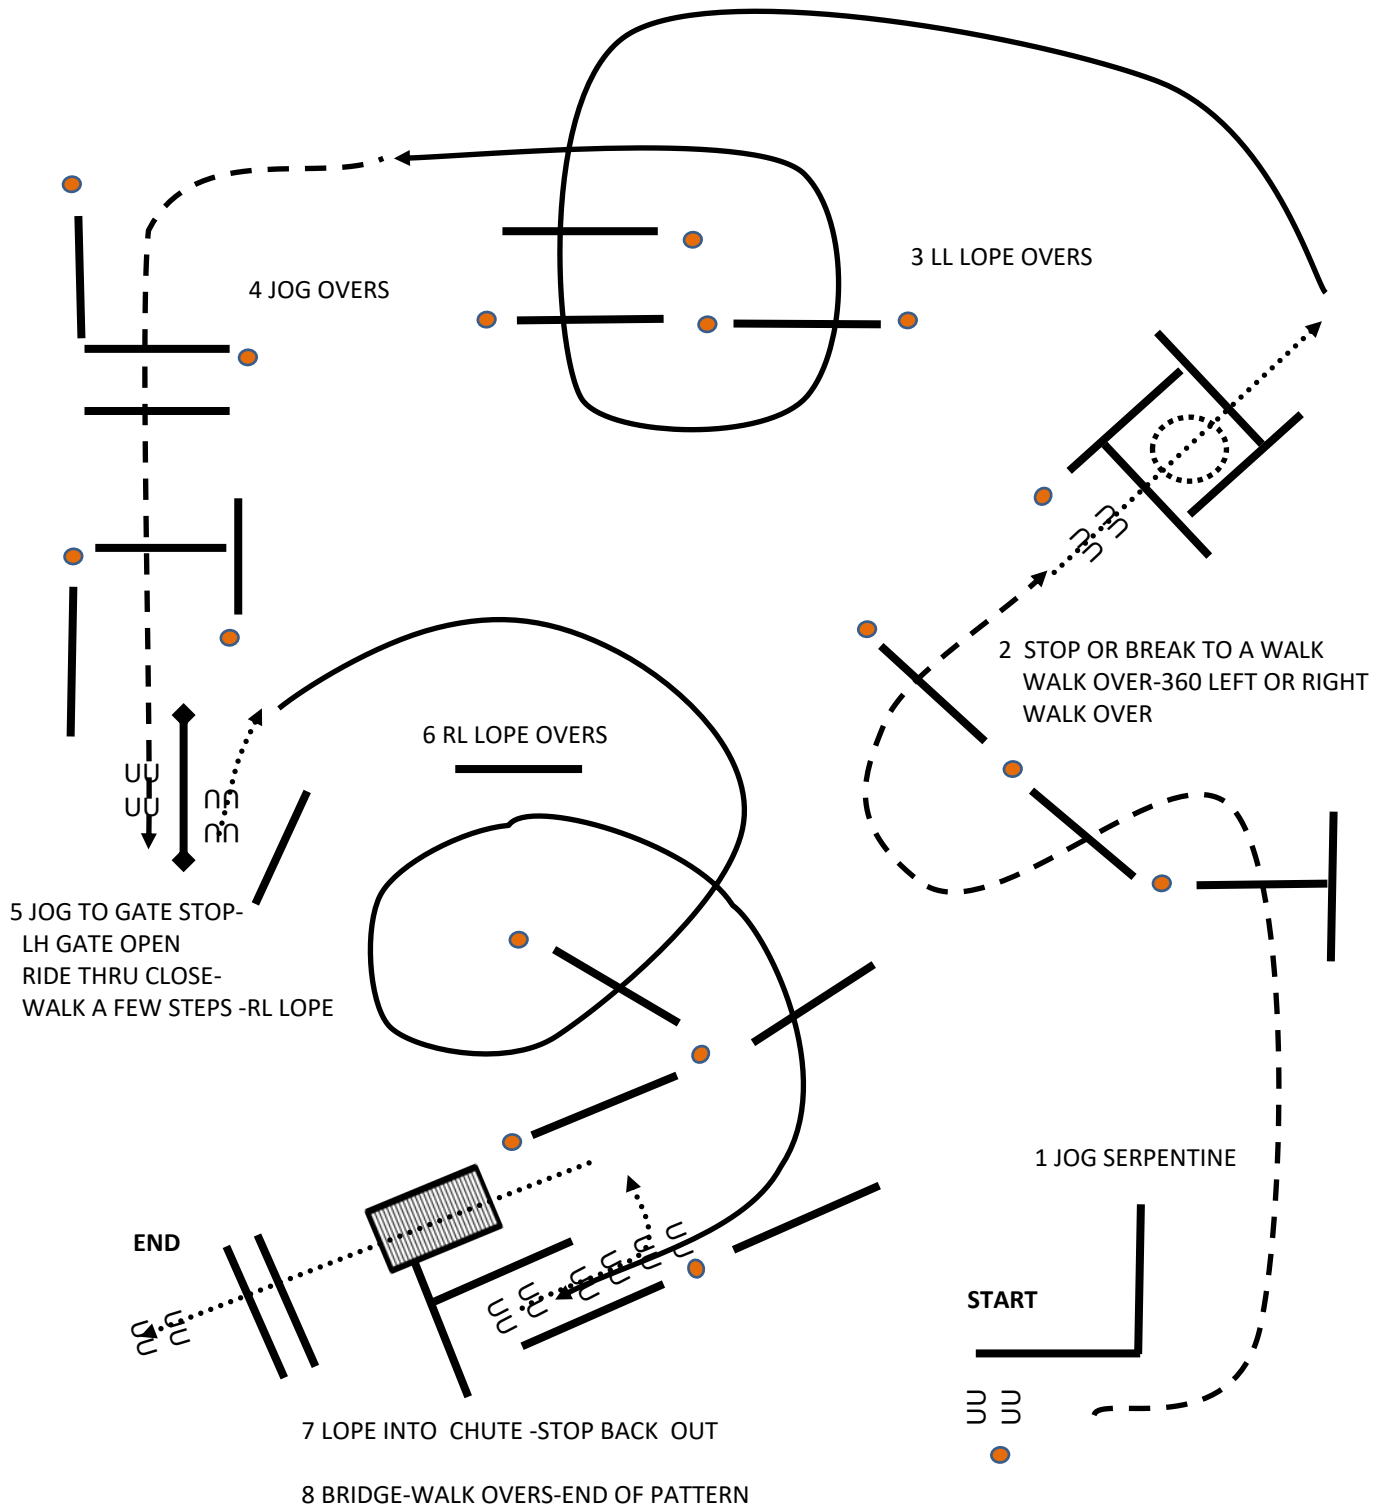 3 LL LOPE OVERS
4 JOG OVERS
2  STOP OR BREAK TO A WALK
WALK OVER-360 LEFT OR RIGHT
WALK OVER
6 RL LOPE OVERS
5 JOG TO GATE STOP-
LH GATE OPEN
RIDE THRU CLOSE-
WALK A FEW STEPS -RL LOPE
1 JOG SERPENTINE
END
START
7 LOPE INTO  CHUTE -STOP BACK  OUT
8 BRIDGE-WALK OVERS-END OF PATTERN